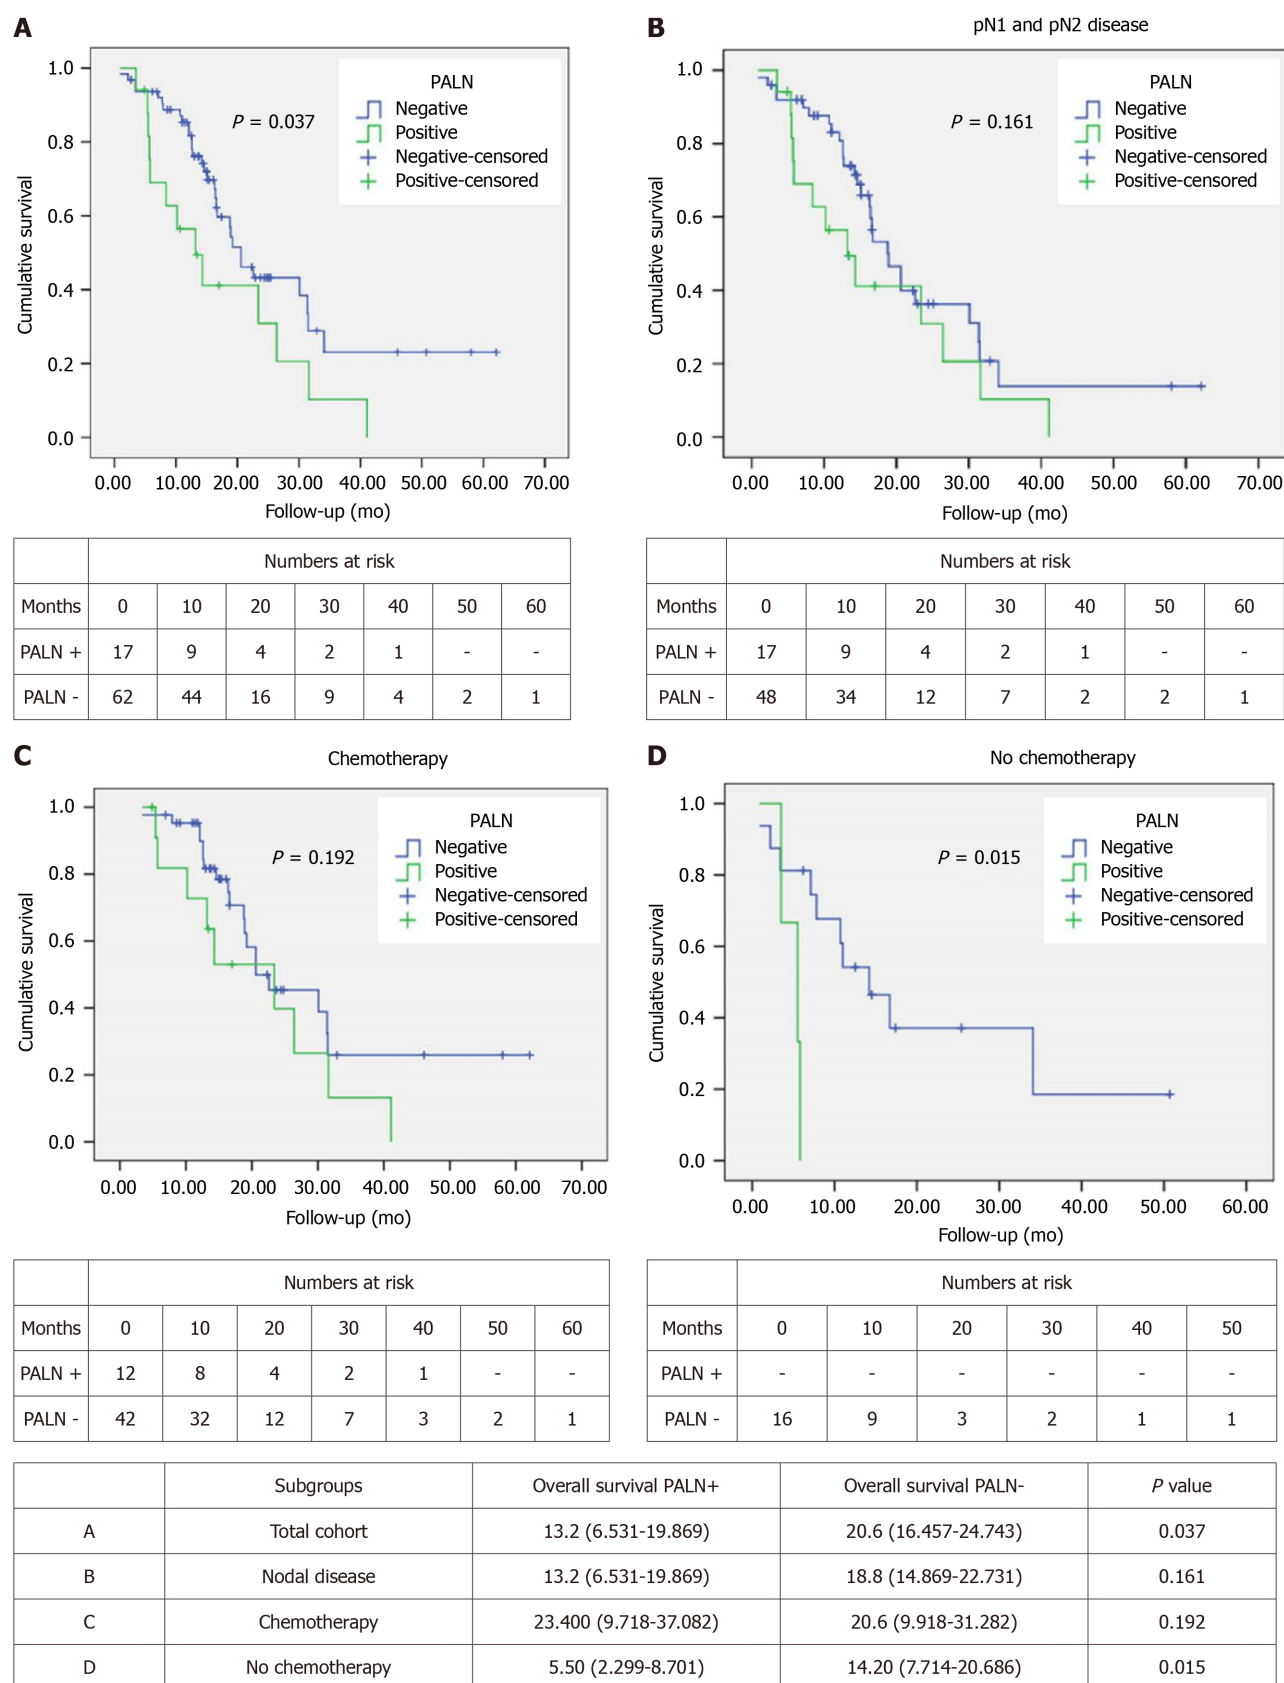 A
1.0
0.8
0.6
0.4
0.2
0.0
Cumulative survival
P = 0.037
PALN
Negative
Positive
Negative-censored
Positive-censored
0.00 10.00 20.00 30.00 40.00 50.00 60.00 70.00
Follow-up (mo)
Numbers at risk
Months 0 10 20 30 40 50 60
PALN + 17 9 4 2 1 - -
PALN - 62 44 16 9 4 2 1
B
pN1 and pN2 disease
1.0
0.8
0.6
0.4
0.2
0.0
Cumulative survival
P = 0.161
PALN
Negative
Positive
Negative-censored
Positive-censored
0.00 10.00 20.00 30.00 40.00 50.00 60.00 70.00
Follow-up (mo)
Numbers at risk
Months 0 10 20 30 40 50 60
PALN + 17 9 4 2 1 - -
PALN - 48 34 12 7 2 2 1
C
Chemotherapy
1.0
0.8
0.6
0.4
0.2
0.0
Cumulative survival
P = 0.192
PALN
Negative
Positive
Negative-censored
Positive-censored
0.00 10.00 20.00 30.00 40.00 50.00 60.00 70.00
Follow-up (mo)
Numbers at risk
Months 0 10 20 30 40 50 60
PALN + 12 8 4 2 1 - -
PALN - 42 32 12 7 3 2 1
D
No chemotherapy
1.0
0.8
0.6
0.4
0.2
0.0
Cumulative survival
P = 0.015
PALN
Negative
Positive
Negative-censored
Positive-censored
0.00 10.00 20.00 30.00 40.00 50.00 60.00
Follow-up (mo)
Numbers at risk
Months 0 10 20 30 40 50
PALN + - - - - - -
PALN - 16 9 3 2 1 1
Subgroups Overall survival PALN+ Overall survival PALN- P value
A Total cohort 13.2 (6.531-19.869) 20.6 (16.457-24.743) 0.037
B Nodal disease 13.2 (6.531-19.869) 18.8 (14.869-22.731) 0.161
C Chemotherapy 23.400 (9.718-37.082) 20.6 (9.918-31.282) 0.192
D No chemotherapy 5.50 (2.299-8.701) 14.20 (7.714-20.686) 0.015